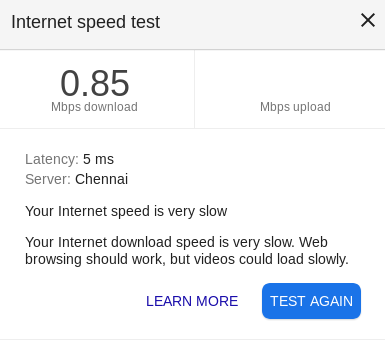 Internet speed test
0.85
Mbps download
Mbps upload
Latency: 5 ms
Server: Chennai
Your Internet speed is very slow
Your Internet download speed is very slow. Web
browsing should work, but videos could load slowly.
LEARN MORE
TEST AGAIN